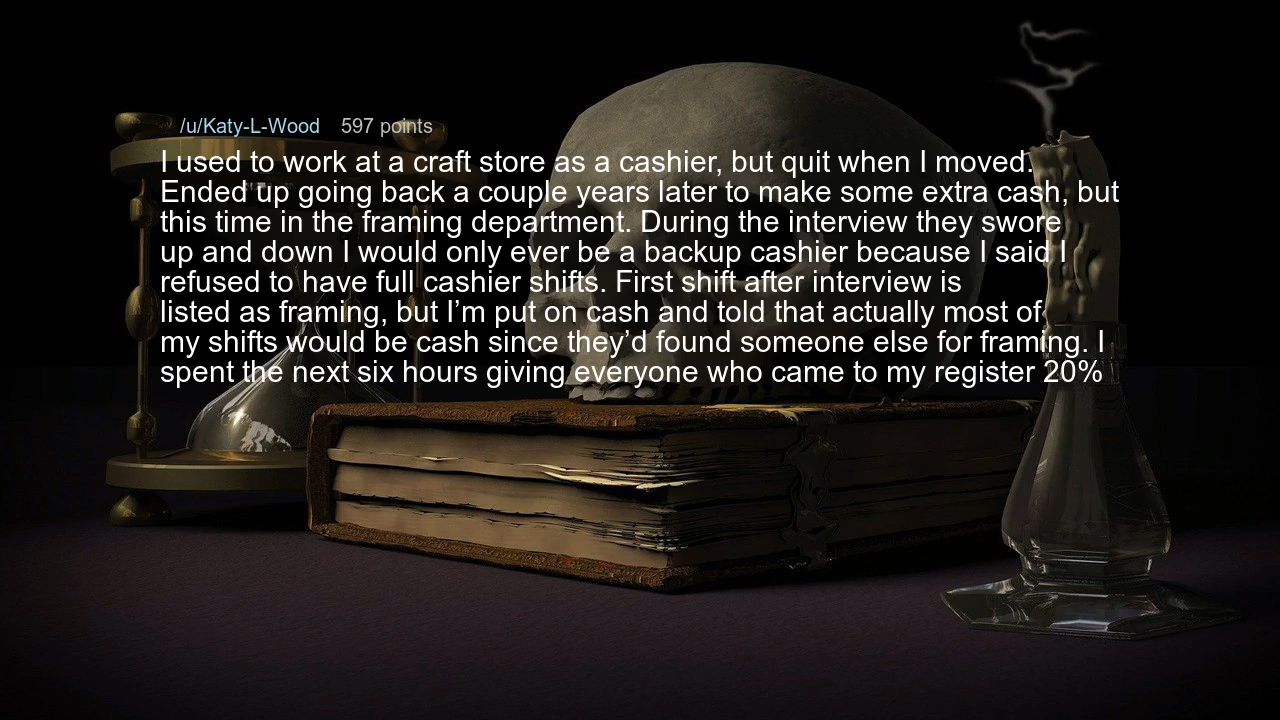 /u/Katy-L-Wood 597 points
I used to work at a craft store as a cashier, but quit when I moved.
Ended up going back a couple years later to make some extra cash, but
this time in the framing department. During the interview they swore
up and down I would only ever be a backup cashier because I said I
refused to have full cashier shifts. First shift after interview is
listed as framing, but I’m put on cash and told that actually most of
my shifts would be cash since they’d found someone else for framing. I
spent the next six hours giving everyone who came to my register 20%